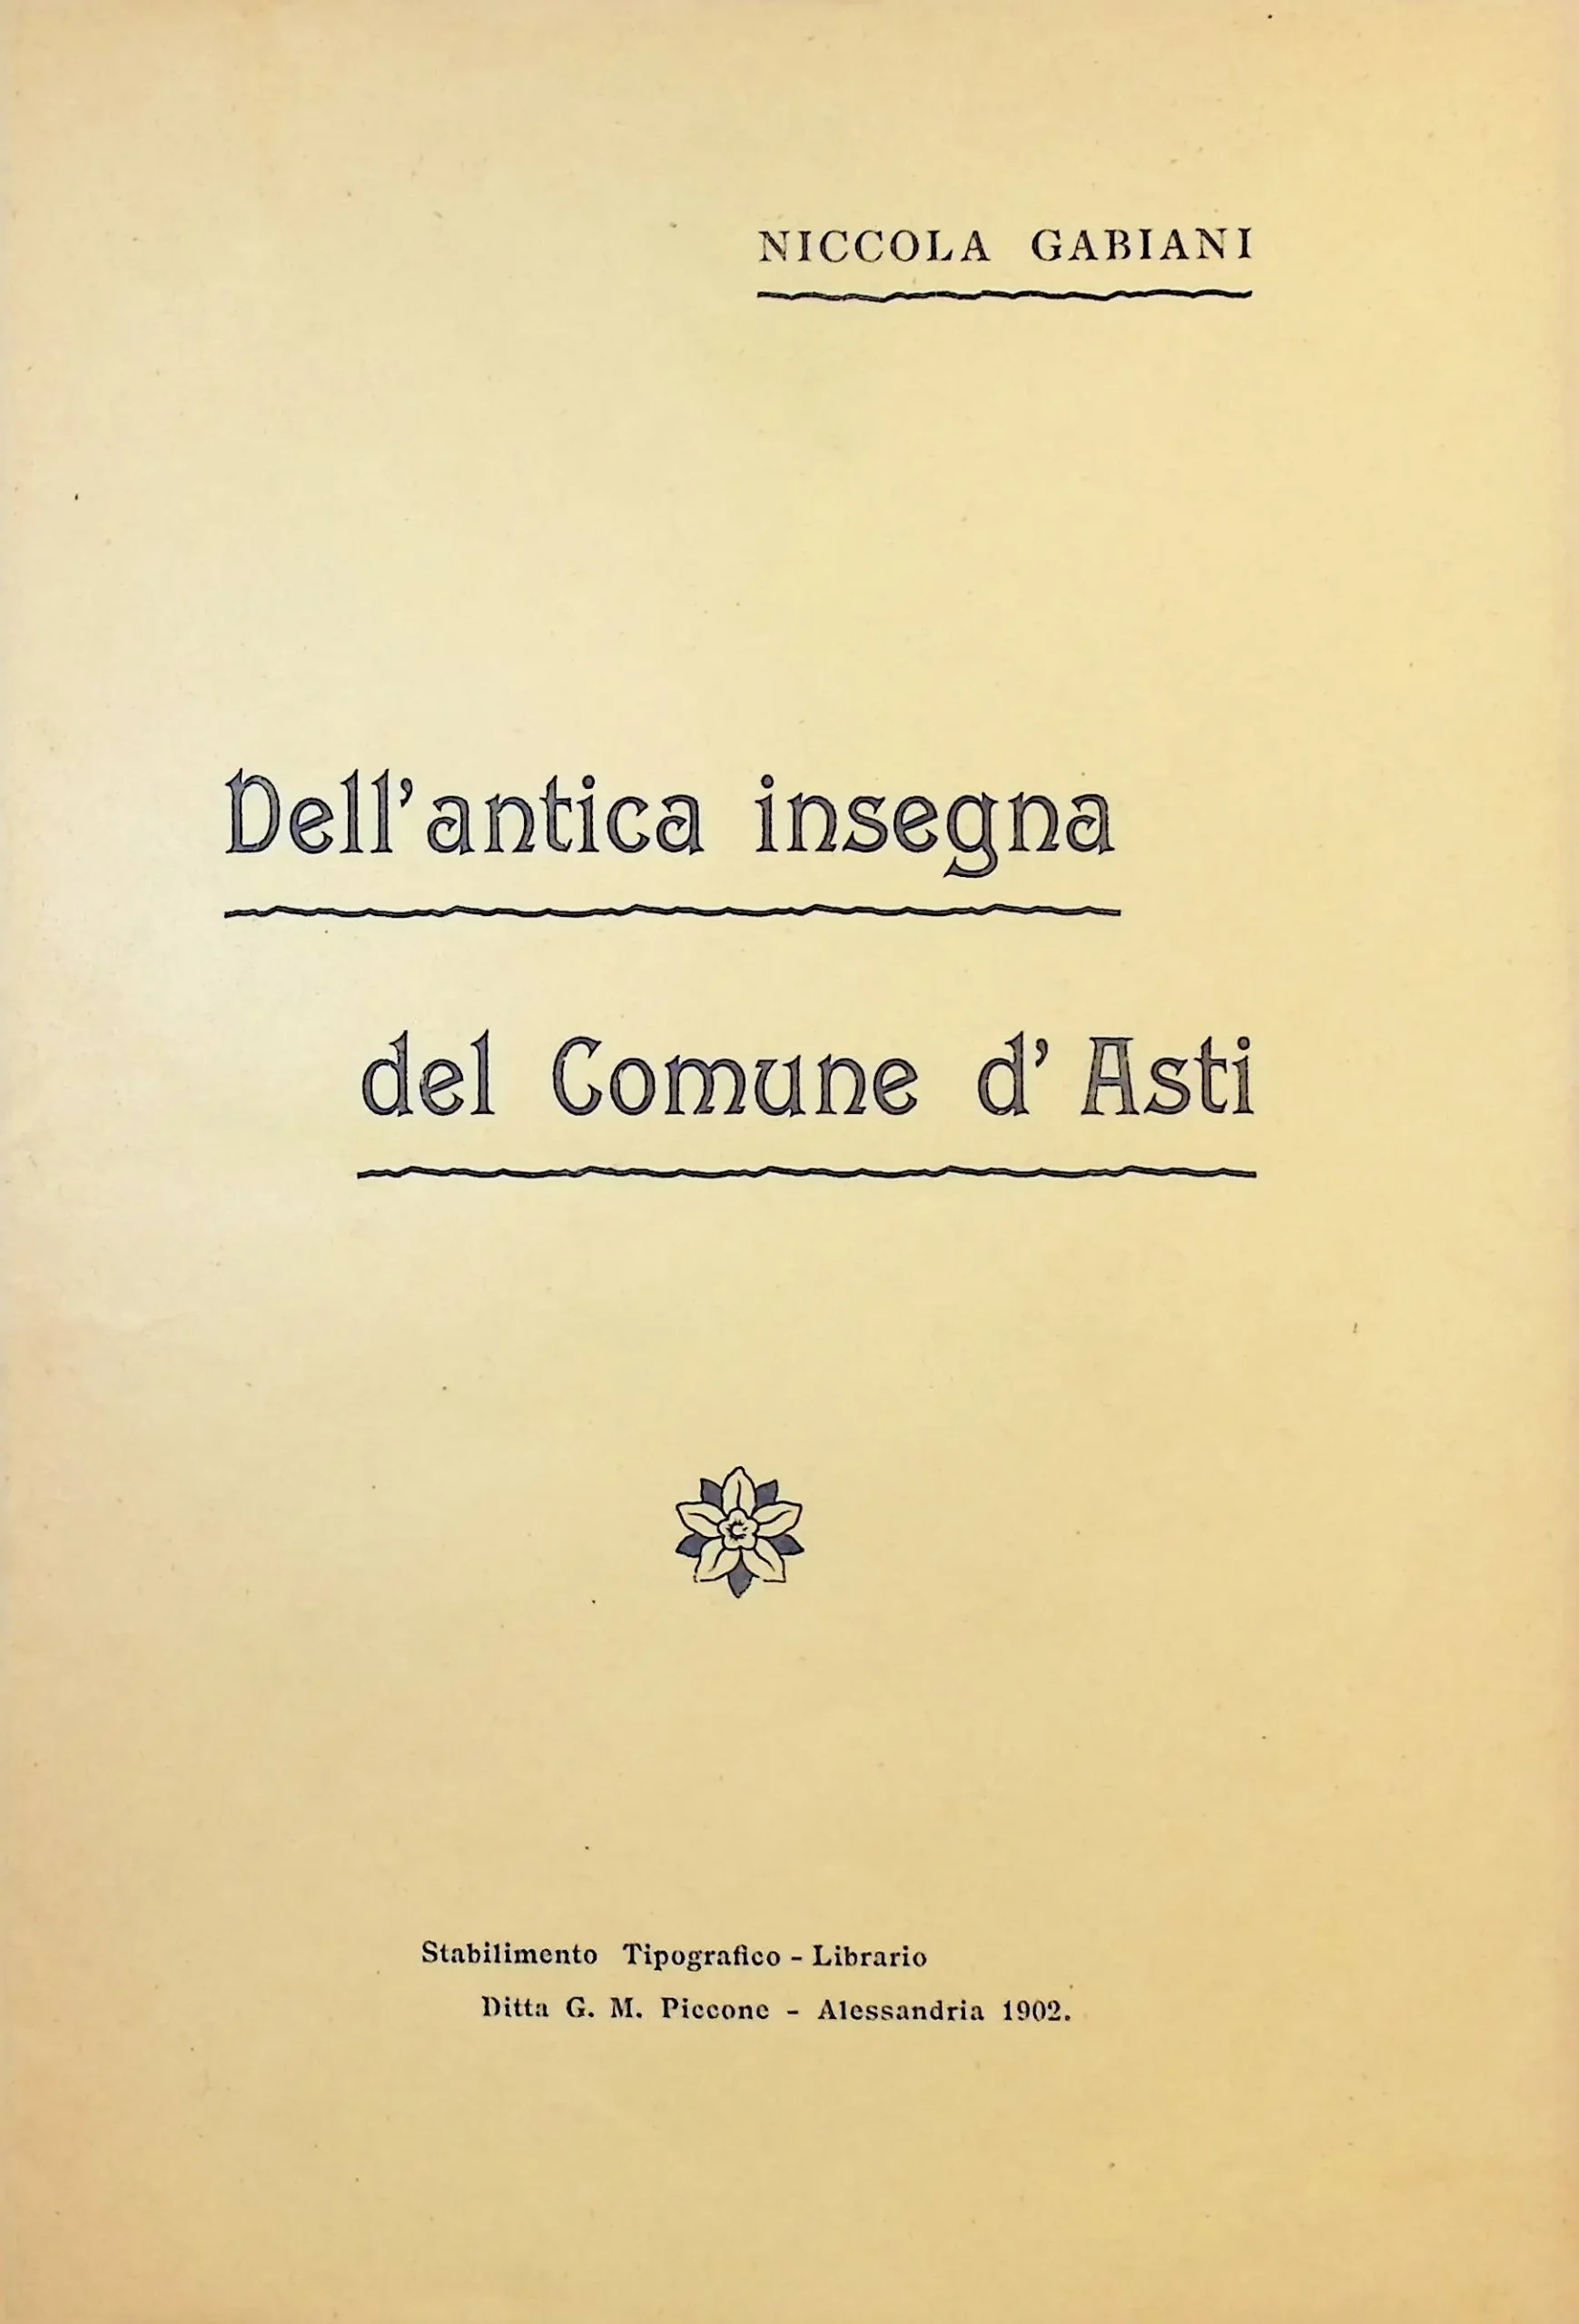 NICCOLA GABIANI
Dell'antica insegna
del Comune d' Asti
Stabilimento Tipografico - Librario
Ditta G. M. Piccone - Alessandria 1902.